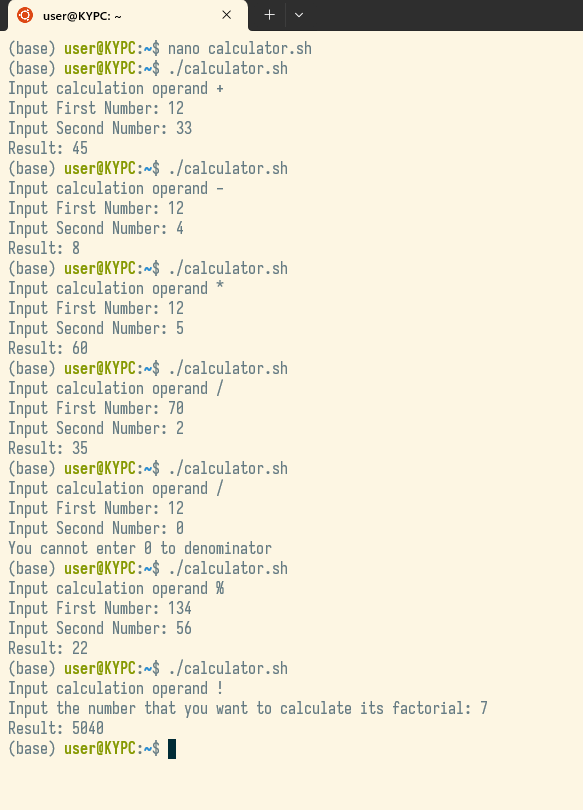 user@KYPC: ~
(base) user@KYPC:~$ nano calculator.sh
(base) user@KYPC:~$ ./calculator.sh
Input calculation operand +
Input First Number: 12
Input Second Number: 33
Result: 45
(base) user@KYPC:~$ ./calculator.sh
Input calculation operand -
Input First Number: 12
Input Second Number: 4
Result: 8
(base) user@KYPC:~$ ./calculator.sh
Input calculation operand *
Input First Number: 12
Input Second Number: 5
Result: 60
(base) user@KYPC:~$ ./calculator.sh
Input calculation operand /
Input First Number: 70
Input Second Number: 2
Result: 35
(base) user@KYPC:~$ ./calculator.sh
Input calculation operand /
Input First Number: 12
Input Second Number: 0
You cannot enter 0 to denominator
(base) user@KYPC:~$ ./calculator.sh
Input calculation operand %
Input First Number: 134
Input Second Number: 56
Result: 22
(base) user@KYPC:~$ ./calculator.sh
Input calculation operand !
Input the number that you want to calculate its factorial: 7
Result: 5040
(base) user@KYPC:~$